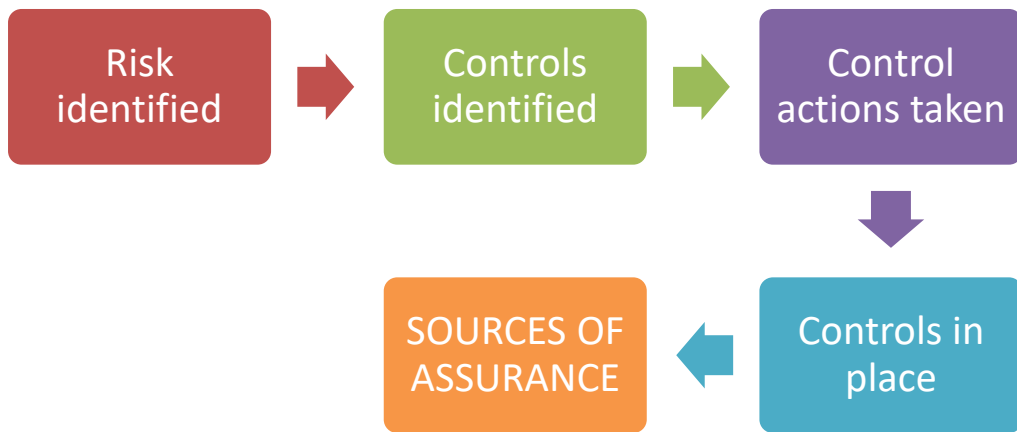 Risk
identified
Controls
identified
Control
actions taken
Controls in
place
SOURCES OF
ASSURANCE